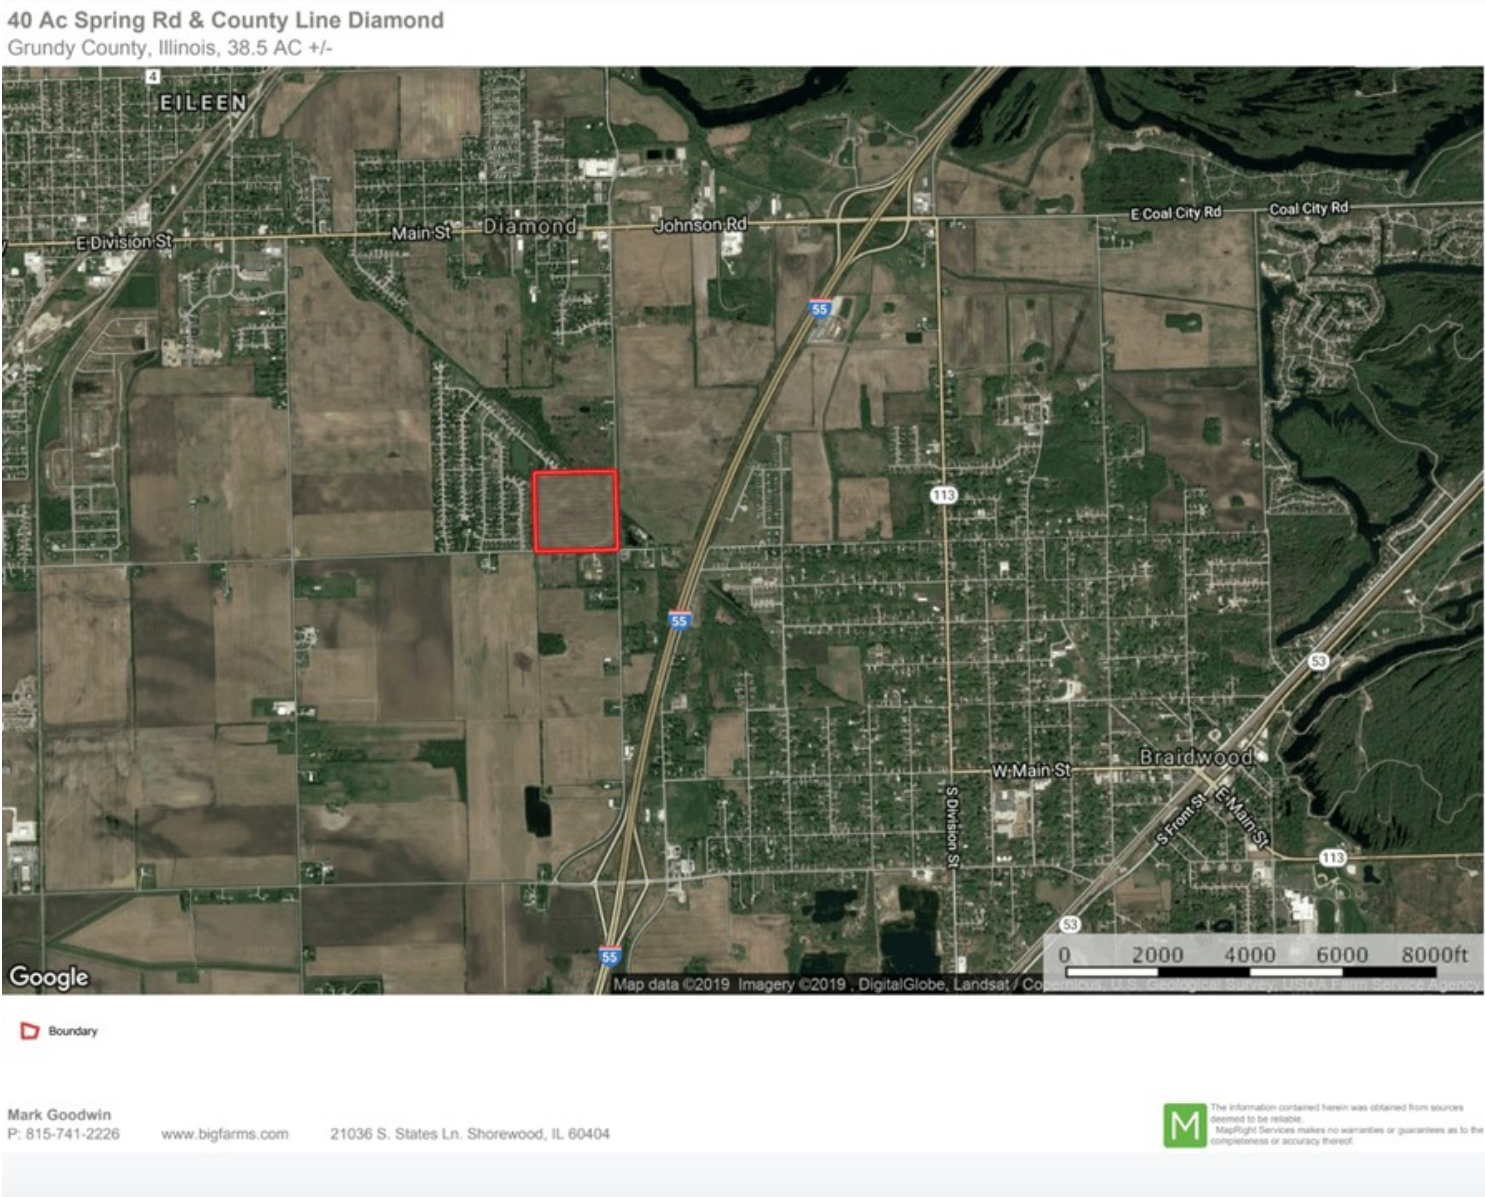 40 Ac Spring Rd & County Line Diamond
Grundy County, Illinois, 38.5 AC +/-
4
EILEEN
E Division St
Main St
Diamond
Johnson Rd
E Coal City Rd
Coal City Rd
55
113
55
53
Braidwood
W Main St
S Division St
S Front St
E Main St
113
53
55
0 2000 4000 6000 8000ft
Google
Map data ©2019 Imagery ©2019 , DigitalGlobe, Landsat / Copernicus, U.S. Geological Survey, USDA Farm Service Agency
Boundary
Mark Goodwin
P: 815-741-2226 www.bigfarms.com 21036 S. States Ln. Shorewood, IL 60404
M
The information contained herein was obtained from sources
deemed to be reliable.
MapRight Services makes no warranties or guarantees as to the
completeness or accuracy thereof.